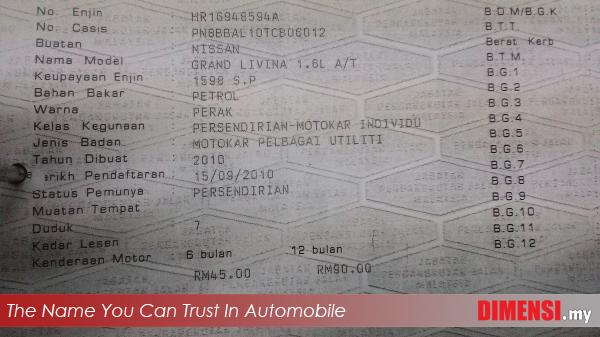 No. Enjin : HR16948594A
No. Casis : PN8BBAL10TCB06012
Buatan : NISSAN
Nama Model : GRAND LIVINA 1.6L A/T
Keupayaan Enjin : 1598 S.P
Bahan Bakar : PETROL
Warna : PERAK
Kelas Kegunaan : PERSENDIRIAN-MOTOKAR INDIVIDU
Jenis Badan : MOTOKAR PELBAGAI UTILITI
Tahun Dibuat : 2010
Tarikh Pendaftaran : 15/09/2010
Status Pemunya : PERSENDIRIAN
Muatan Tempat
Duduk : 7
Kadar Lesen 6 bulan 12 bulan
Kenderaan Motor : RM45.00 RM90.00
B.D.M/B.G.K
B.T.T.
Berat Kerb
B.T.M.
B.G.1
B.G.2
B.G.3
B.G.4
B.G.5
B.G.6
B.G.7
B.G.8
B.G.9
B.G.10
B.G.11
B.G.12
The Name You Can Trust In Automobile
DIMENSI.my